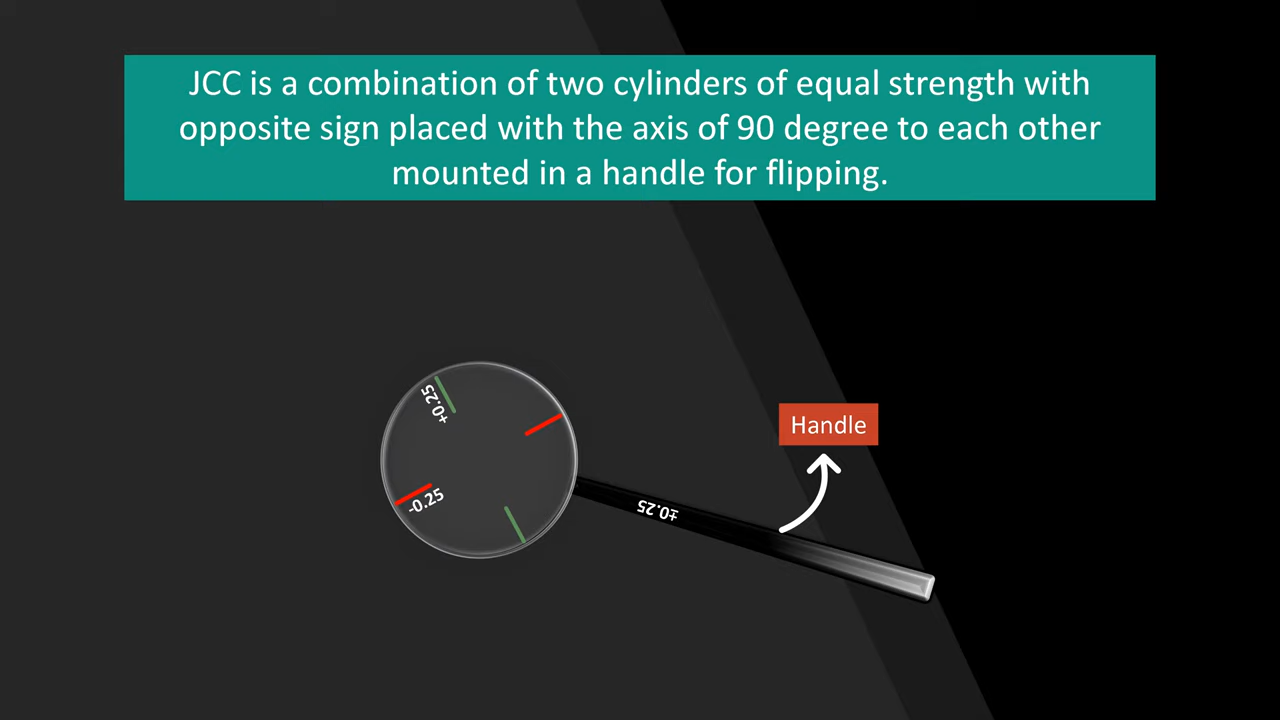 JCC is a combination of two cylinders of equal strength with
opposite sign placed with the axis of 90 degree to each other
mounted in a handle for flipping.
+0.25
Handle
-0.25
±0.25